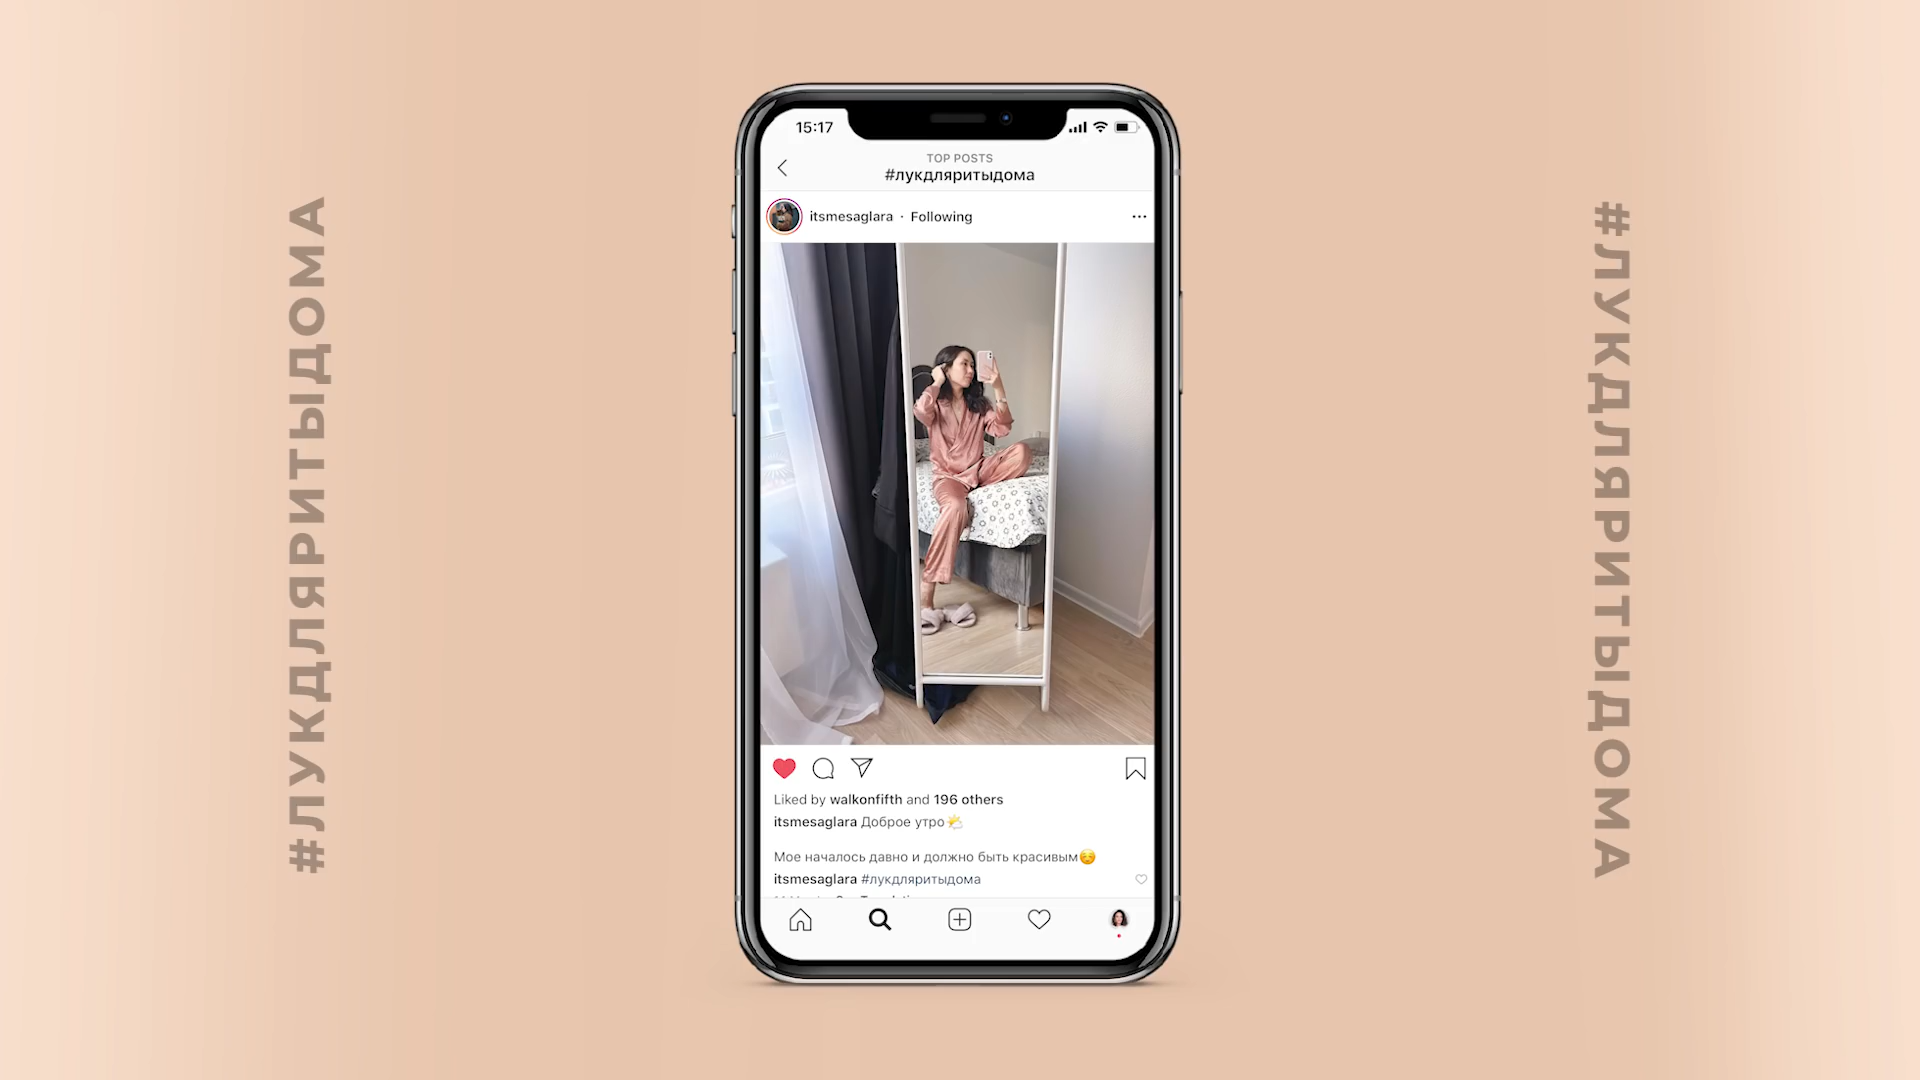 #ЛУКДЛЯРИТЫДОМА
15:17
TOP POSTS
#лукдляритыдома
itsmesaglara · Following
Liked by walkonfifth and 196 others
itsmesaglara Доброе утро🌤
Мое началось давно и должно быть красивым☺️
itsmesaglara #лукдляритыдома
#ЛУКДЛЯРИТЫДОМА